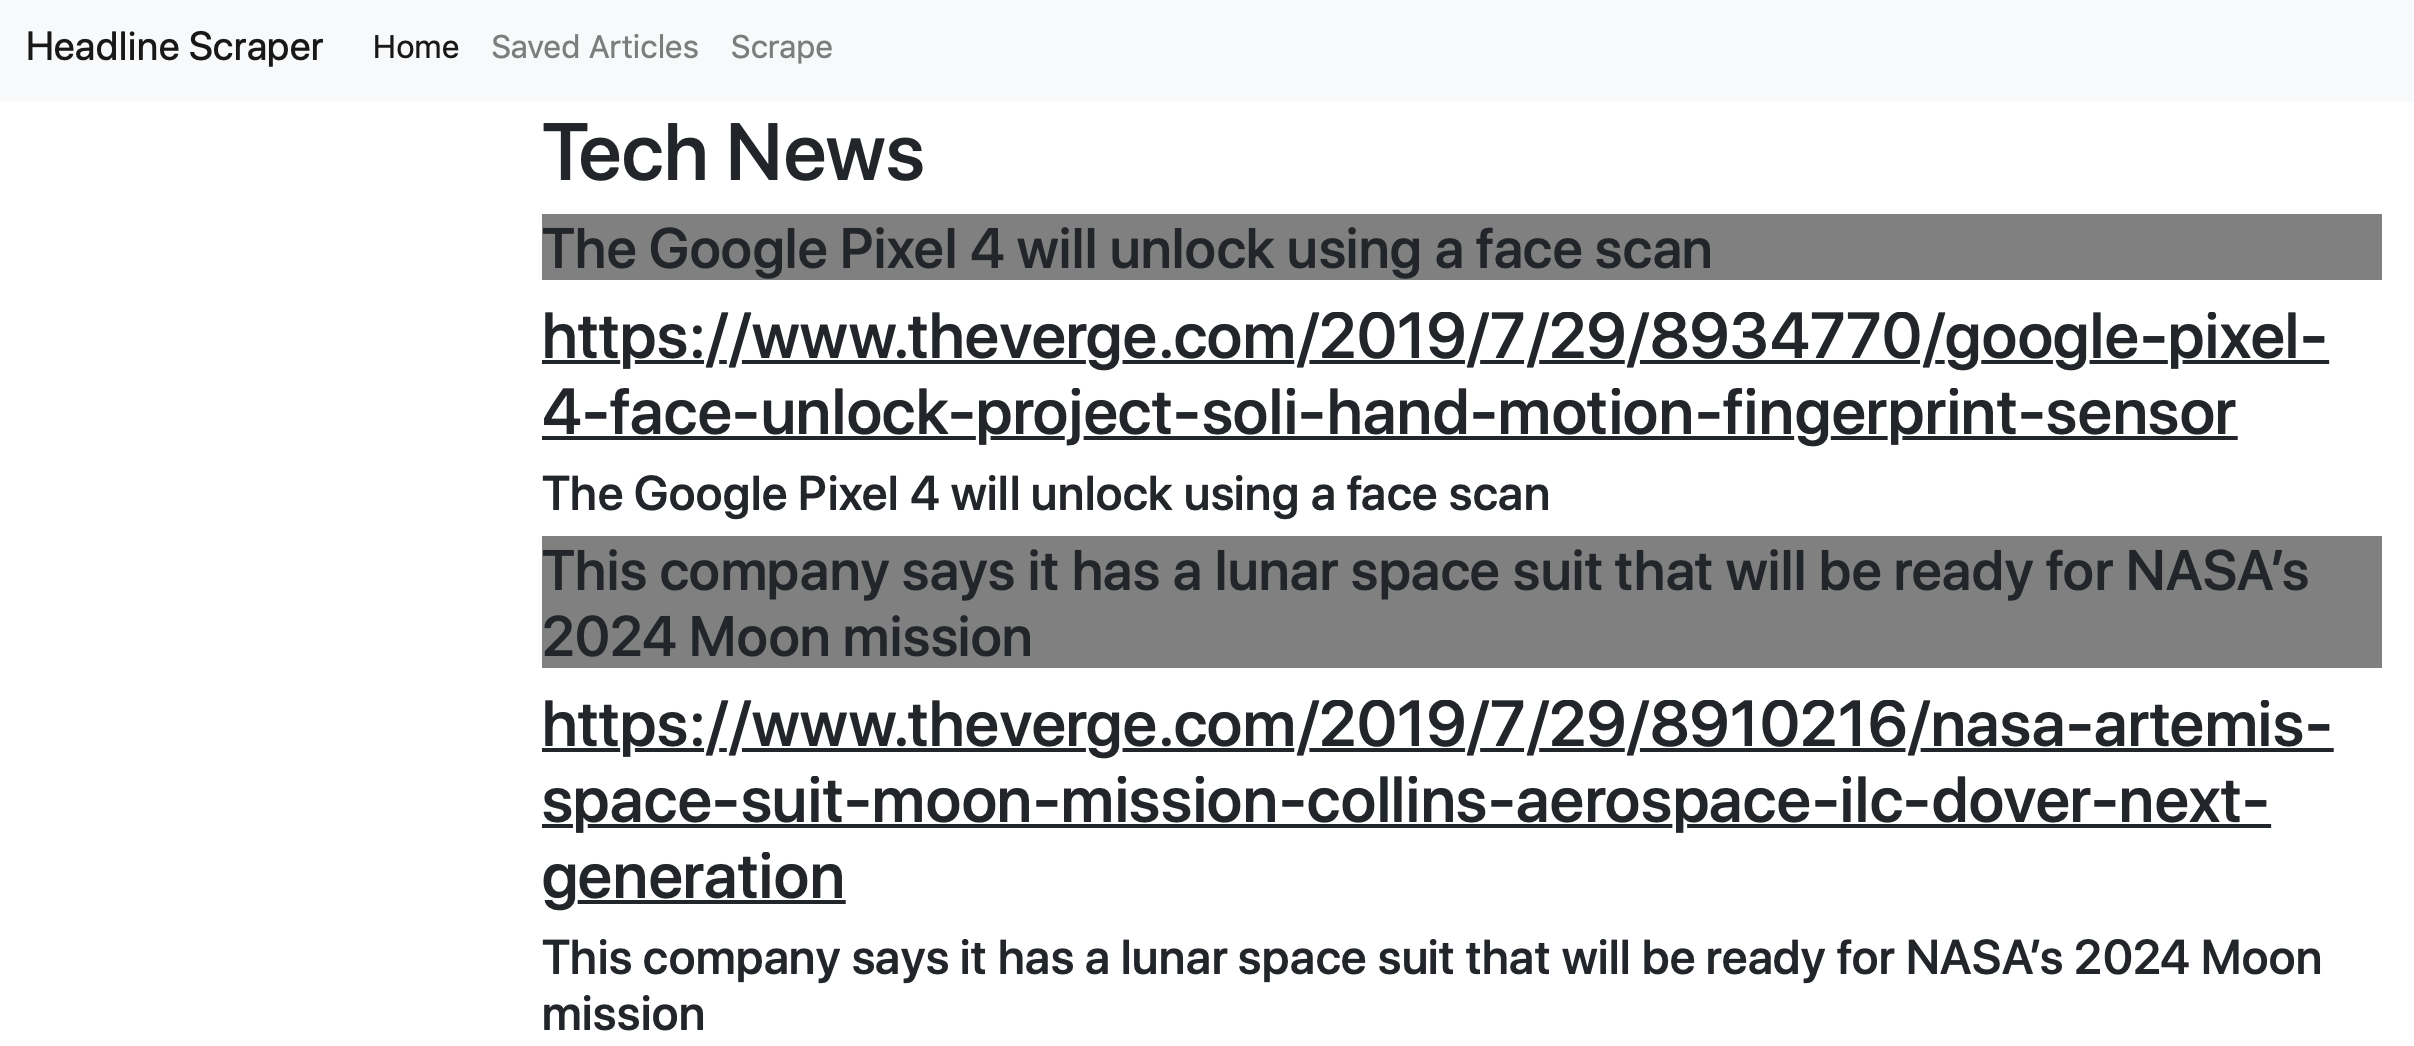 Headline Scraper Home Saved Articles Scrape
Tech News
The Google Pixel 4 will unlock using a face scan
https://www.theverge.com/2019/7/29/8934770/google-pixel-
4-face-unlock-project-soli-hand-motion-fingerprint-sensor
The Google Pixel 4 will unlock using a face scan
This company says it has a lunar space suit that will be ready for NASA’s
2024 Moon mission
https://www.theverge.com/2019/7/29/8910216/nasa-artemis-
space-suit-moon-mission-collins-aerospace-ilc-dover-next-
generation
This company says it has a lunar space suit that will be ready for NASA’s 2024 Moon
mission